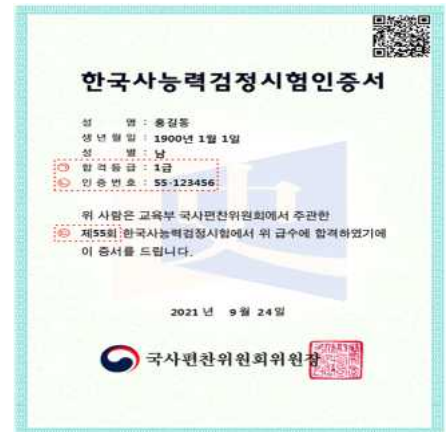 한국사능력검정시험인증서
성 명 : 홍길동
생 년 월 일 : 1900년 1월 1일
성 별 : 남
합 격 등 급 : 1급
인 증 번 호 : 55-123456
위 사람은 교육부 국사편찬위원회에서 주관한
제55회 한국사능력검정시험에서 위 급수에 합격하였기에
이 증서를 드립니다.
2021 년 9월 24일
국사편찬위원회위원장